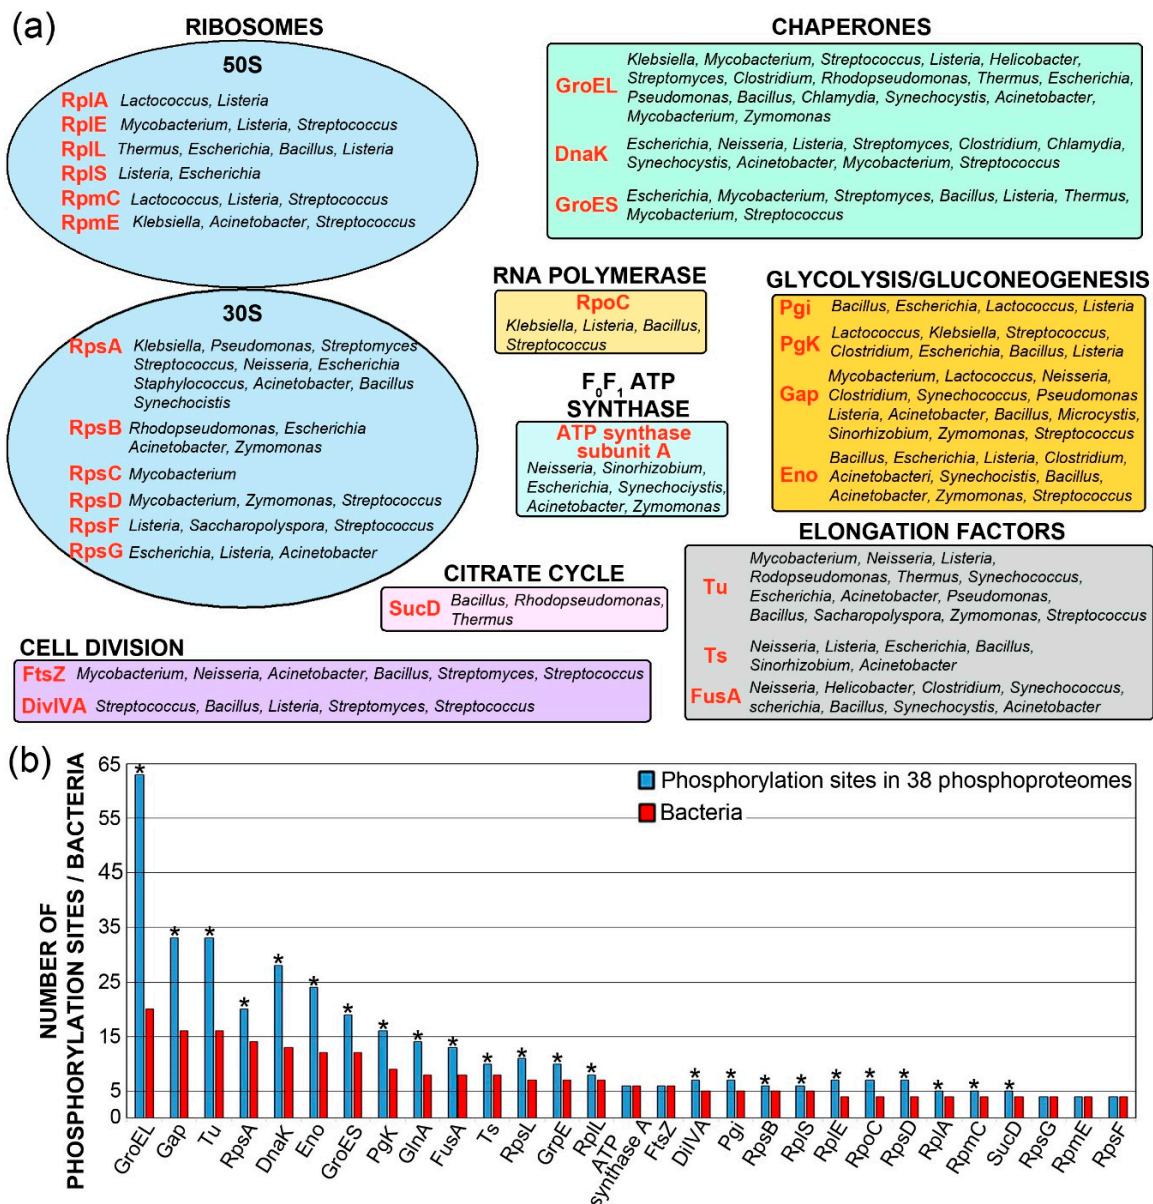 (a)
RIBOSOMES
50S
RplA Lactococcus, Listeria
RplE Mycobacterium, Listeria, Streptococcus
RplL Thermus, Escherichia, Bacillus, Listeria
RplS Listeria, Escherichia
RpmC Lactococcus, Listeria, Streptococcus
RpmE Klebsiella, Acinetobacter, Streptococcus
30S
RpsA Klebsiella, Pseudomonas, Streptomyces
Streptococcus, Neisseria, Escherichia
Staphylococcus, Acinetobacter, Bacillus
Synechocistis
RpsB Rhodopseudomonas, Escherichia
Acinetobacter, Zymomonas
RpsC Mycobacterium
RpsD Mycobacterium, Zymomonas, Streptococcus
RpsF Listeria, Saccharopolyspora, Streptococcus
RpsG Escherichia, Listeria, Acinetobacter
CHAPERONES
GroEL Klebsiella, Mycobacterium, Streptococcus, Listeria, Helicobacter,
Streptomyces, Clostridium, Rhodopseudomonas, Thermus, Escherichia,
Pseudomonas, Bacillus, Chlamydia, Synechocystis, Acinetobacter,
Mycobacterium, Zymomonas
DnaK Escherichia, Neisseria, Listeria, Streptomyces, Clostridium, Chlamydia,
Synechocystis, Acinetobacter, Mycobacterium, Streptococcus
GroES Escherichia, Mycobacterium, Streptomyces, Bacillus, Listeria, Thermus,
Mycobacterium, Streptococcus
RNA POLYMERASE
RpoC
Klebsiella, Listeria, Bacillus,
Streptococcus
F0F1 ATP
SYNTHASE
ATP synthase
subunit A
Neisseria, Sinorhizobium,
Escherichia, Synechociystis,
Acinetobacter, Zymomonas
GLYCOLYSIS/GLUCONEOGENESIS
Pgi Bacillus, Escherichia, Lactococcus, Listeria
PgK Lactococcus, Klebsiella, Streptococcus,
Clostridium, Escherichia, Bacillus, Listeria
Gap Mycobacterium, Lactococcus, Neisseria,
Clostridium, Synechococcus, Pseudomonas
Listeria, Acinetobacter, Bacillus, Microcystis,
Sinorhizobium, Zymomonas, Streptococcus
Eno Bacillus, Escherichia, Listeria, Clostridium,
Acinetobacteri, Synechocistis, Bacillus,
Acinetobacter, Zymomonas, Streptococcus
CITRATE CYCLE
SucD Bacillus, Rhodopseudomonas,
Thermus
ELONGATION FACTORS
Tu Mycobacterium, Neisseria, Listeria,
Rodopseudomonas, Thermus, Synechococcus,
Escherichia, Acinetobacter, Pseudomonas,
Bacillus, Sacharopolyspora, Zymomonas, Streptococcus
Ts Neisseria, Listeria, Escherichia, Bacillus,
Sinorhizobium, Acinetobacter
FusA Neisseria, Helicobacter, Clostridium, Synechococcus,
scherichia, Bacillus, Synechocystis, Acinetobacter
CELL DIVISION
FtsZ Mycobacterium, Neisseria, Acinetobacter, Bacillus, Streptomyces, Streptococcus
DivIVA Streptococcus, Bacillus, Listeria, Streptomyces, Streptococcus
(b)
NUMBER OF
PHOSPHORYLATION SITES / BACTERIA
65
55
45
35
25
15
5
0
Phosphorylation sites in 38 phosphoproteomes
Bacteria
* * * * * * * * * * * * * * * * * * * * * * * *
GroEL
Gap
Tu
RpsA
DnaK
Eno
GroES
PgK
GlnA
FusA
Ts
RpsL
GrpE
RplL
ATP
synthase A
FtsZ
DiIVA
Pgi
RpsB
RplS
RplE
RpoC
RpsD
RplA
RpmC
SucD
RpsG
RpmE
RpsF